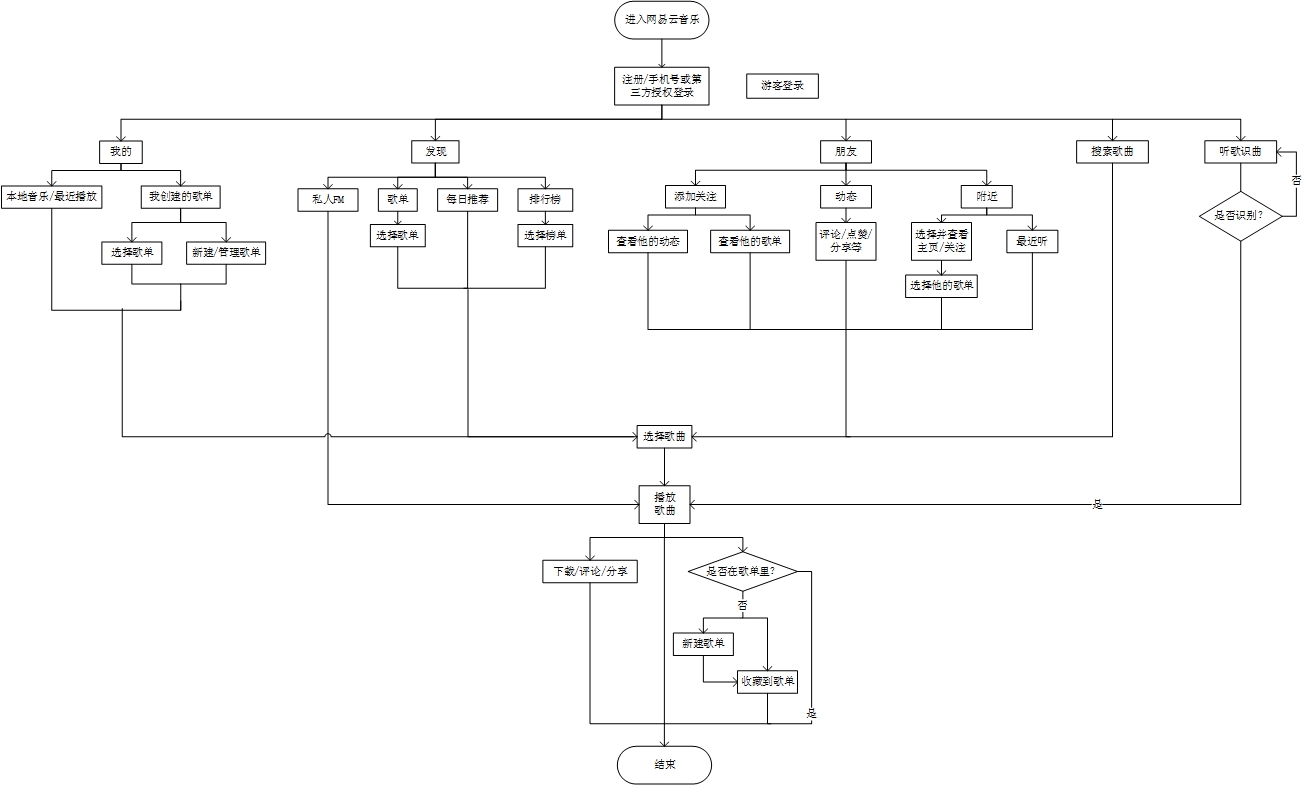 进入网易云音乐
注册/手机号或第
三方授权登录
游客登录
我的
发现
朋友
搜索歌曲
听歌识曲
否
本地音乐/最近播放
我创建的歌单
私人FM
歌单
每日推荐
排行榜
添加关注
动态
附近
是否识别？
选择歌单
新建/管理歌单
选择歌单
选择榜单
查看他的动态
查看他的歌单
评论/点赞/
分享等
选择并查看
主页/关注
最近听
选择他的歌单
选择歌曲
播放
歌曲
是
下载/评论/分享
是否在歌单里？
否
新建歌单
收藏到歌单
是
结束